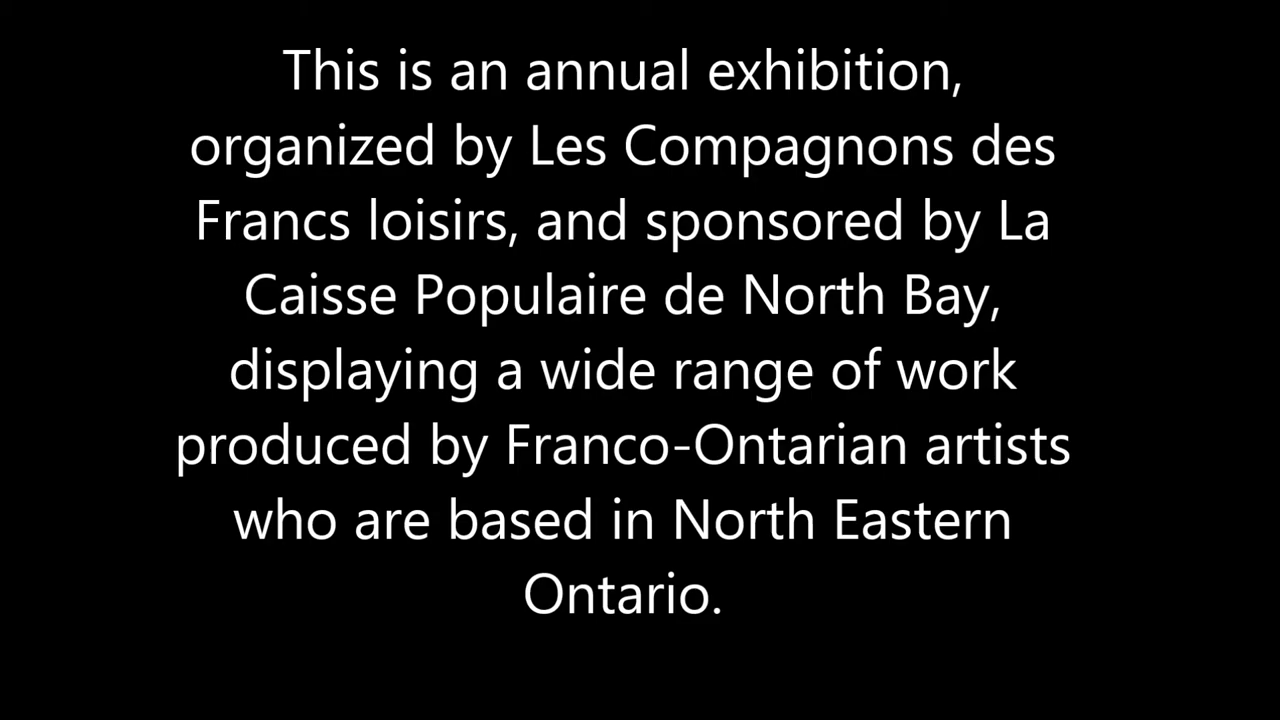 This is an annual exhibition,
organized by Les Compagnons des
Francs loisirs, and sponsored by La
Caisse Populaire de North Bay,
displaying a wide range of work
produced by Franco-Ontarian artists
who are based in North Eastern
Ontario.